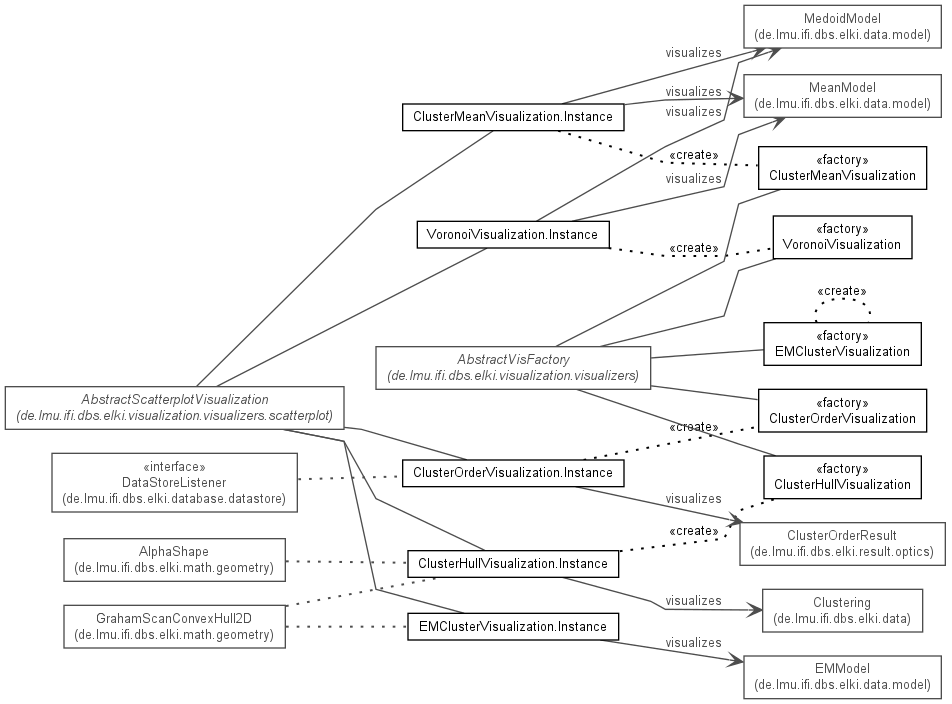 MedoidModel
(de.lmu.ifi.dbs.elki.data.model)
visualizes
MeanModel
(de.lmu.ifi.dbs.elki.data.model)
visualizes
visualizes
ClusterMeanVisualization.Instance
«create»
«factory»
ClusterMeanVisualization
visualizes
VoronoiVisualization.Instance
«create»
«factory»
VoronoiVisualization
«create»
«factory»
EMClusterVisualization
AbstractVisFactory
(de.lmu.ifi.dbs.elki.visualization.visualizers)
AbstractScatterplotVisualization
(de.lmu.ifi.dbs.elki.visualization.visualizers.scatterplot)
«factory»
ClusterOrderVisualization
«create»
«interface»
DataStoreListener
(de.lmu.ifi.dbs.elki.database.datastore)
ClusterOrderVisualization.Instance
«factory»
ClusterHullVisualization
visualizes
«create»
ClusterOrderResult
(de.lmu.ifi.dbs.elki.result.optics)
AlphaShape
(de.lmu.ifi.dbs.elki.math.geometry)
ClusterHullVisualization.Instance
visualizes
Clustering
(de.lmu.ifi.dbs.elki.data)
GrahamScanConvexHull2D
(de.lmu.ifi.dbs.elki.math.geometry)
EMClusterVisualization.Instance
visualizes
EMModel
(de.lmu.ifi.dbs.elki.data.model)